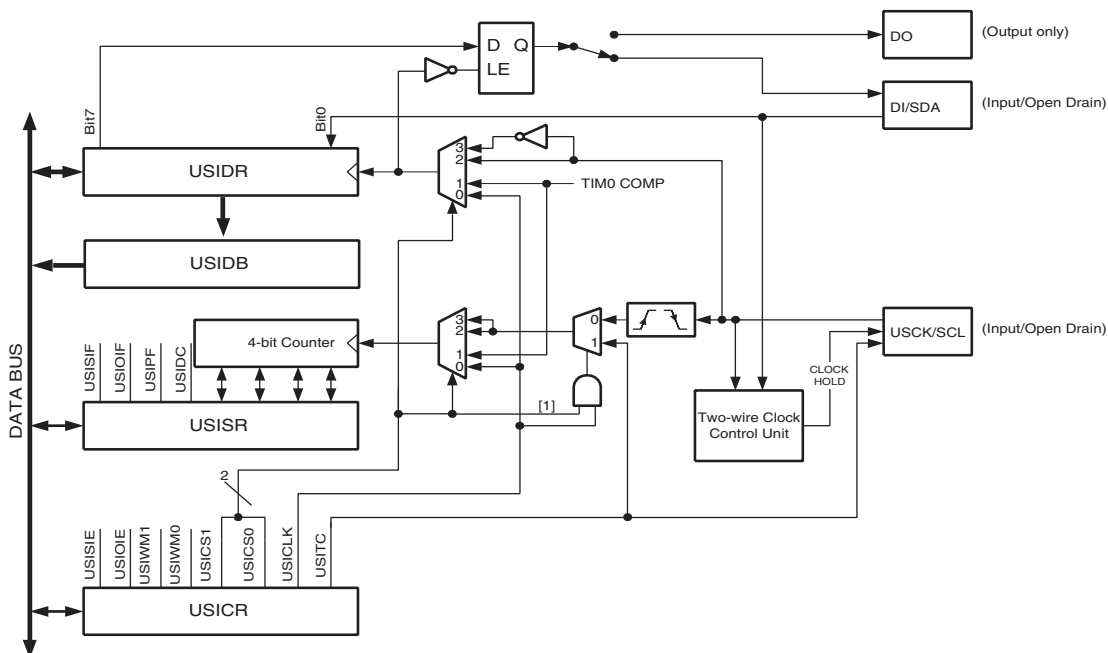 D Q
LE
DO
(Output only)
DI/SDA
(Input/Open Drain)
Bit7
Bit0
USIDR
3
2
1
0
TIM0 COMP
USIDB
DATA BUS
4-bit Counter
3
2
1
0
0
1
USCK/SCL
(Input/Open Drain)
CLOCK
HOLD
USISIF
USIOIF
USIPF
USIDC
USISR
[1]
Two-wire Clock
Control Unit
2
USISIE
USIOIE
USIWM1
USIWM0
USICS1
USICS0
USICLK
USITC
USICR